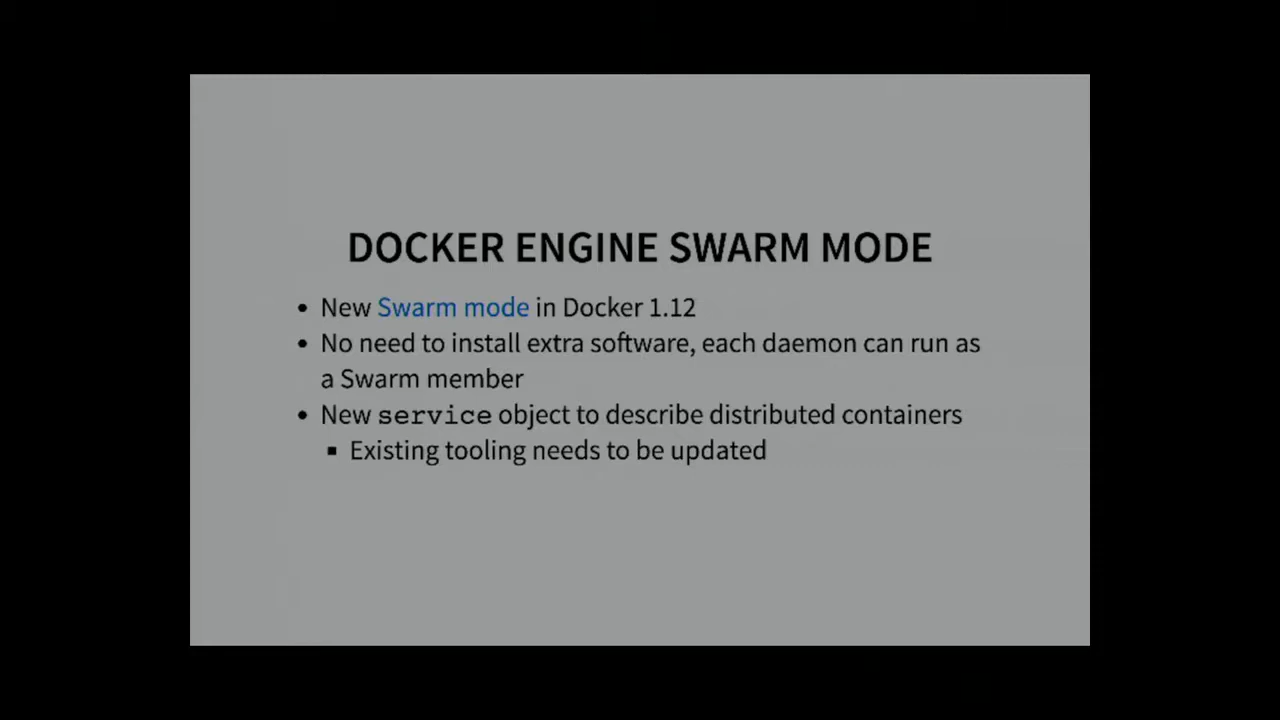 DOCKER ENGINE SWARM MODE
• New Swarm mode in Docker 1.12
• No need to install extra software, each daemon can run as
a Swarm member
• New service object to describe distributed containers
▪ Existing tooling needs to be updated